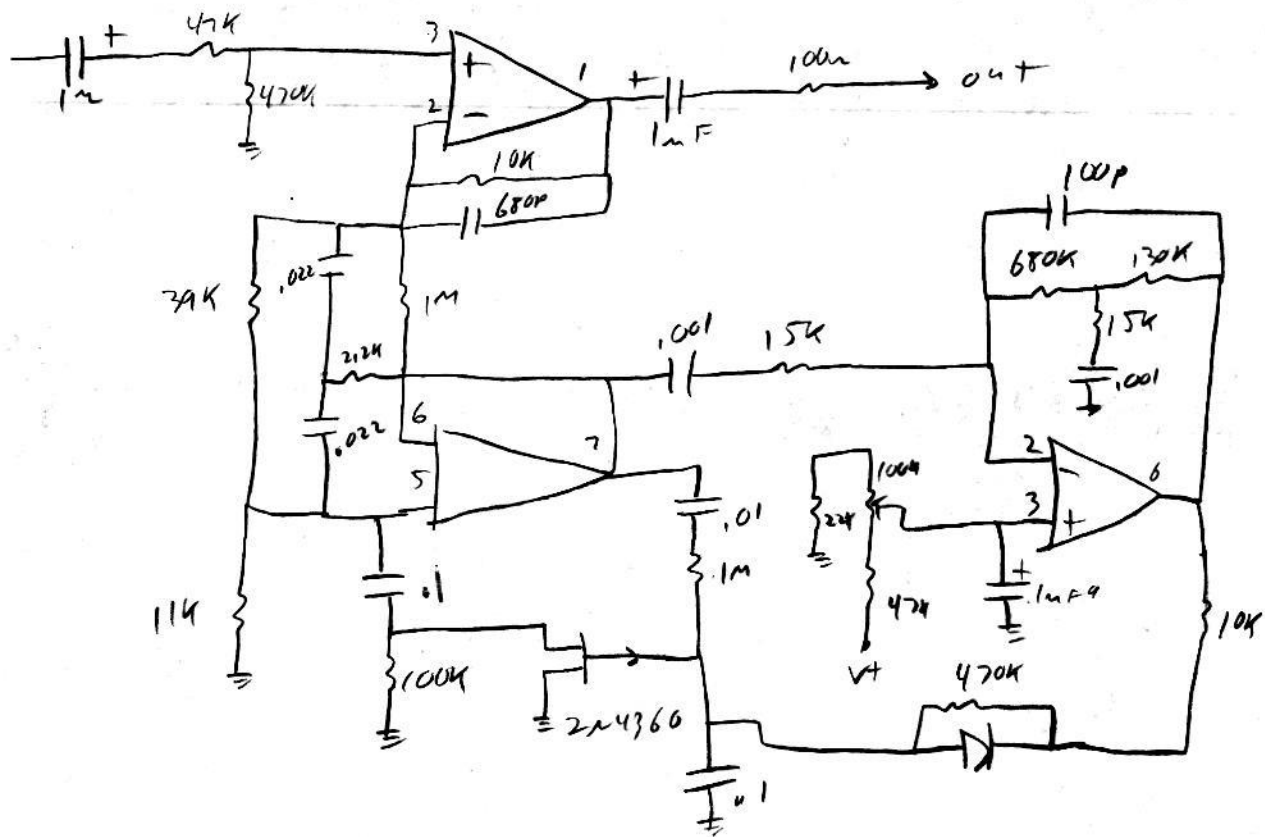 47K
+
3
+
1
+
100n
out
1m
470K
2
−
1mF
10K
680p
100p
.022
680K
130K
39K
1M
.001
15K
15K
2.2K
.001
.022
6
7
5
2
−
6
100K
3
+
.01
22K
.1
1M
+
.1mF
47K
11K
10K
100K
V+
470K
2N4360
.1